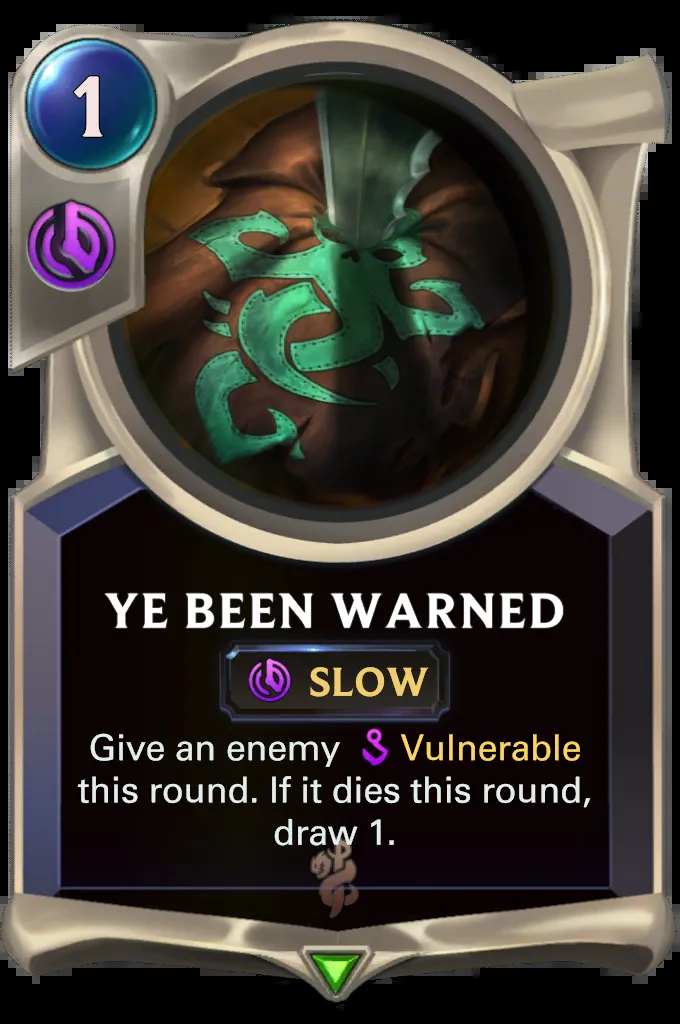 1
YE BEEN WARNED
SLOW
Give an enemy Vulnerable
this round. If it dies this round,
draw 1.